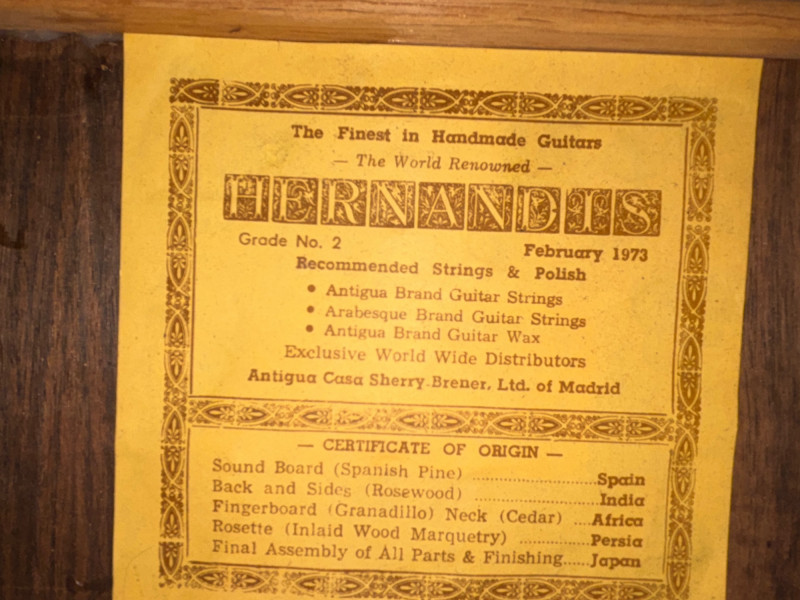 The Finest in Handmade Guitars
— The World Renowned —
HERNANDIS
Grade No. 2 February 1973
Recommended Strings & Polish
• Antigua Brand Guitar Strings
• Arabesque Brand Guitar Strings
• Antigua Brand Guitar Wax
Exclusive World Wide Distributors
Antigua Casa Sherry-Brener, Ltd. of Madrid
— CERTIFICATE OF ORIGIN —
Sound Board (Spanish Pine) ..............................Spain
Back and Sides (Rosewood) ..............................India
Fingerboard (Granadillo) Neck (Cedar) ...Africa
Rosette (Inlaid Wood Marquetry) .................Persia
Final Assembly of All Parts & Finishing......Japan